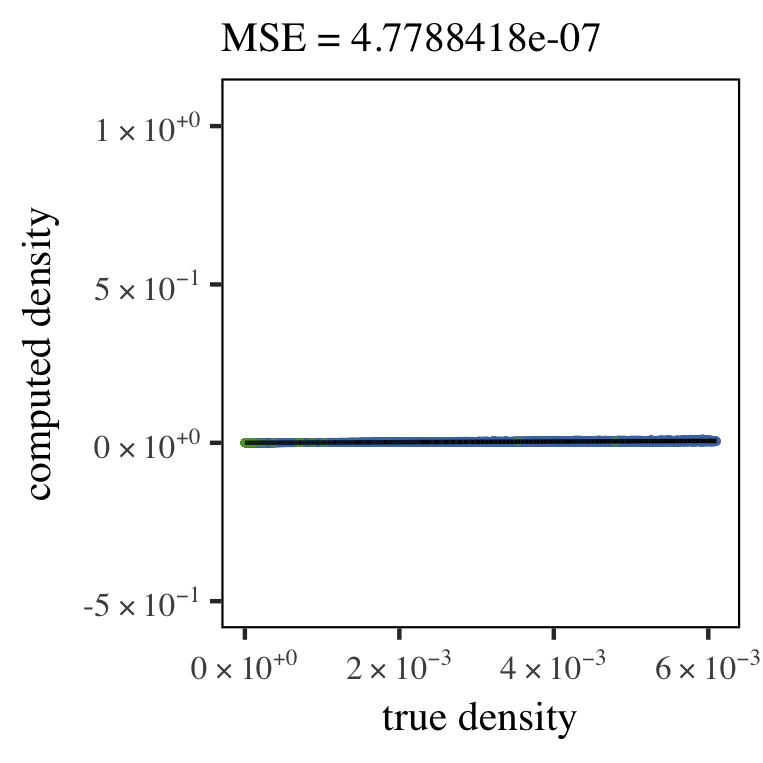 MSE = 4.7788418e-07
computed density
1 × 10⁺⁰
5 × 10⁻¹
0 × 10⁺⁰
-5 × 10⁻¹
0 × 10⁺⁰ 2 × 10⁻³ 4 × 10⁻³ 6 × 10⁻³
true density